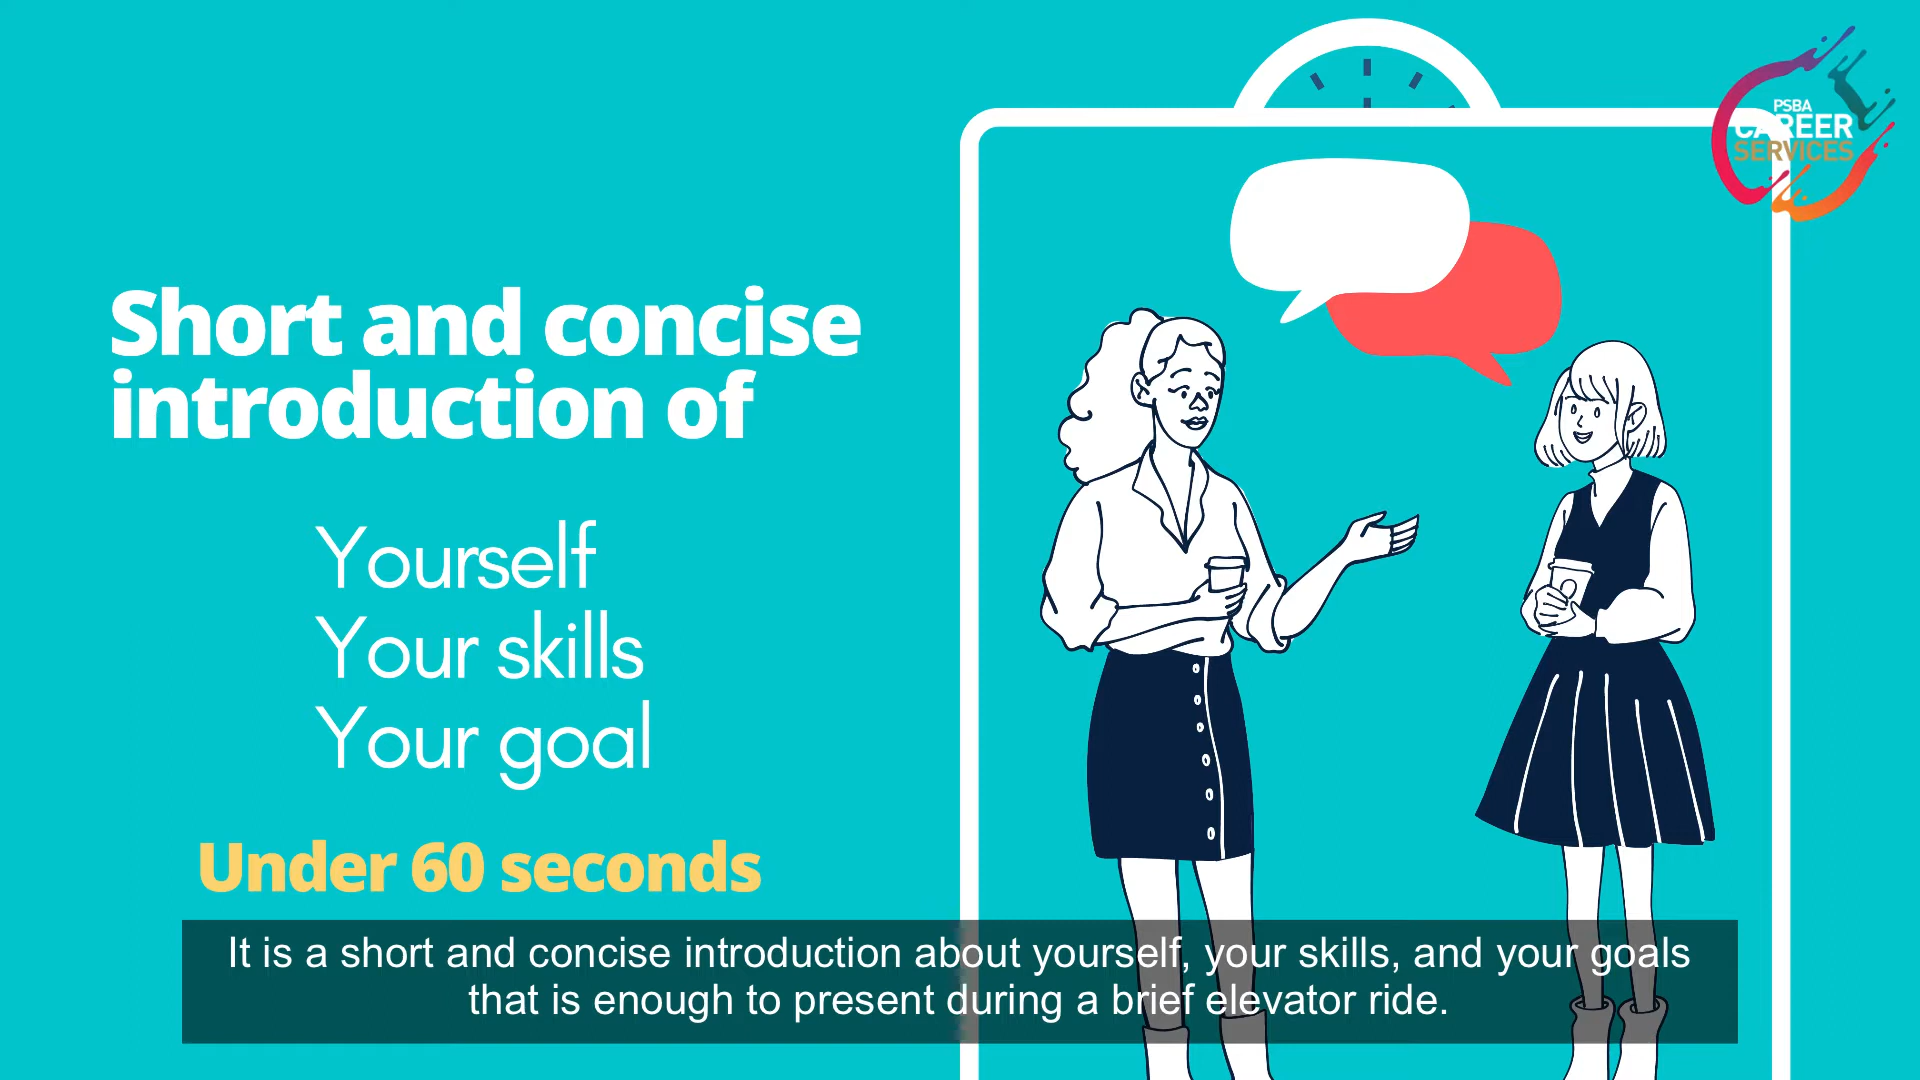 PSBA
CAREER
SERVICES
Short and concise
introduction of
Yourself
Your skills
Your goal
Under 60 seconds
It is a short and concise introduction about yourself, your skills, and your goals
that is enough to present during a brief elevator ride.